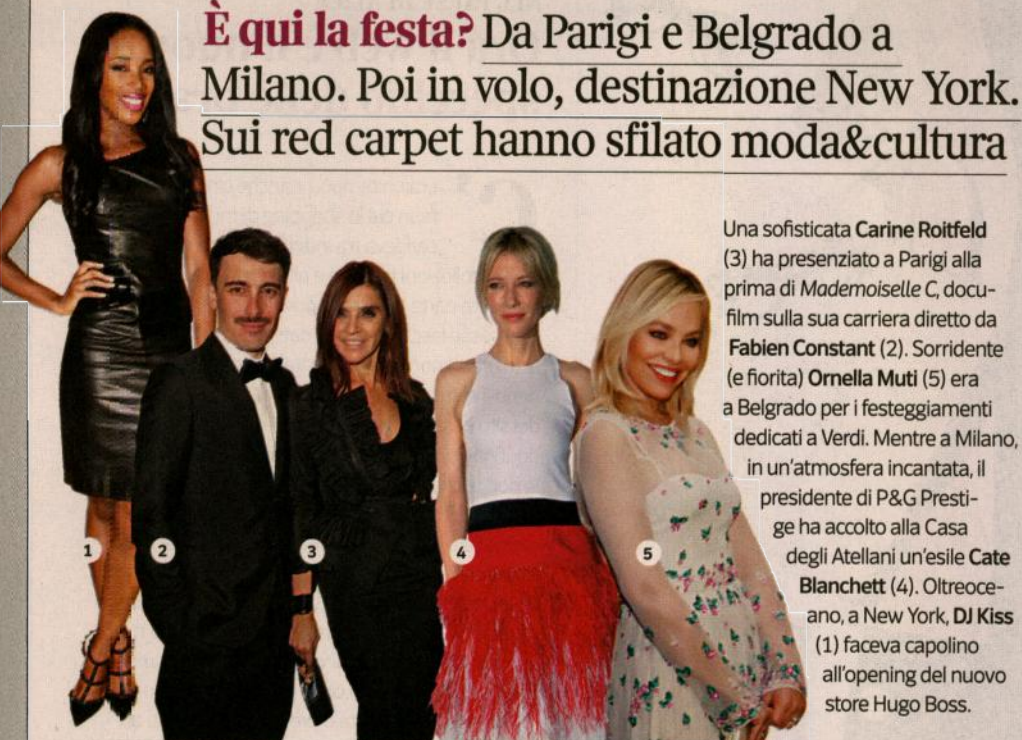 È qui la festa? Da Parigi e Belgrado a
Milano. Poi in volo, destinazione New York.
Sui red carpet hanno sfilato moda&cultura
Una sofisticata Carine Roitfeld
(3) ha presenziato a Parigi alla
prima di Mademoiselle C, docu-
film sulla sua carriera diretto da
Fabien Constant (2). Sorridente
(e fiorita) Ornella Muti (5) era
a Belgrado per i festeggiamenti
dedicati a Verdi. Mentre a Milano,
in un'atmosfera incantata, il
presidente di P&G Presti-
ge ha accolto alla Casa
degli Atellani un'esile Cate
Blanchett (4). Oltreoce-
ano, a New York, DJ Kiss
(1) faceva capolino
all'opening del nuovo
store Hugo Boss.
1 2 3 4 5